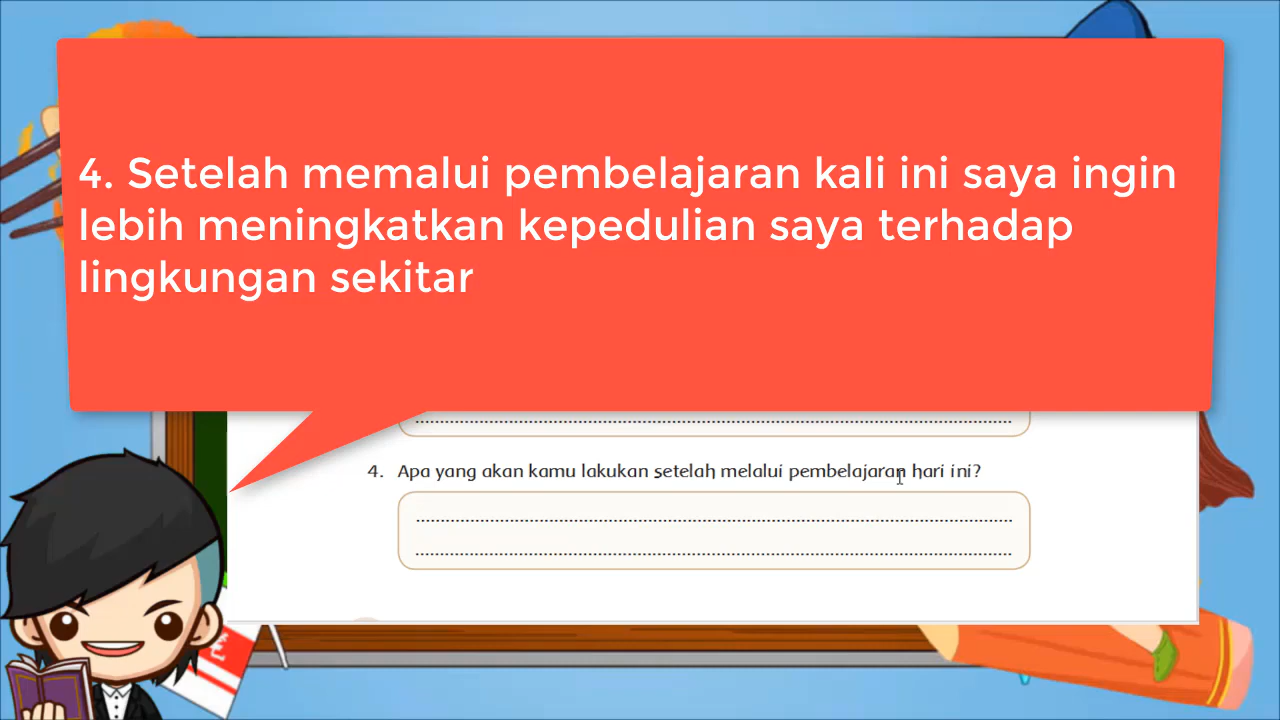 4. Setelah memalui pembelajaran kali ini saya ingin
lebih meningkatkan kepedulian saya terhadap
lingkungan sekitar
4. Apa yang akan kamu lakukan setelah melalui pembelajaran hari ini?